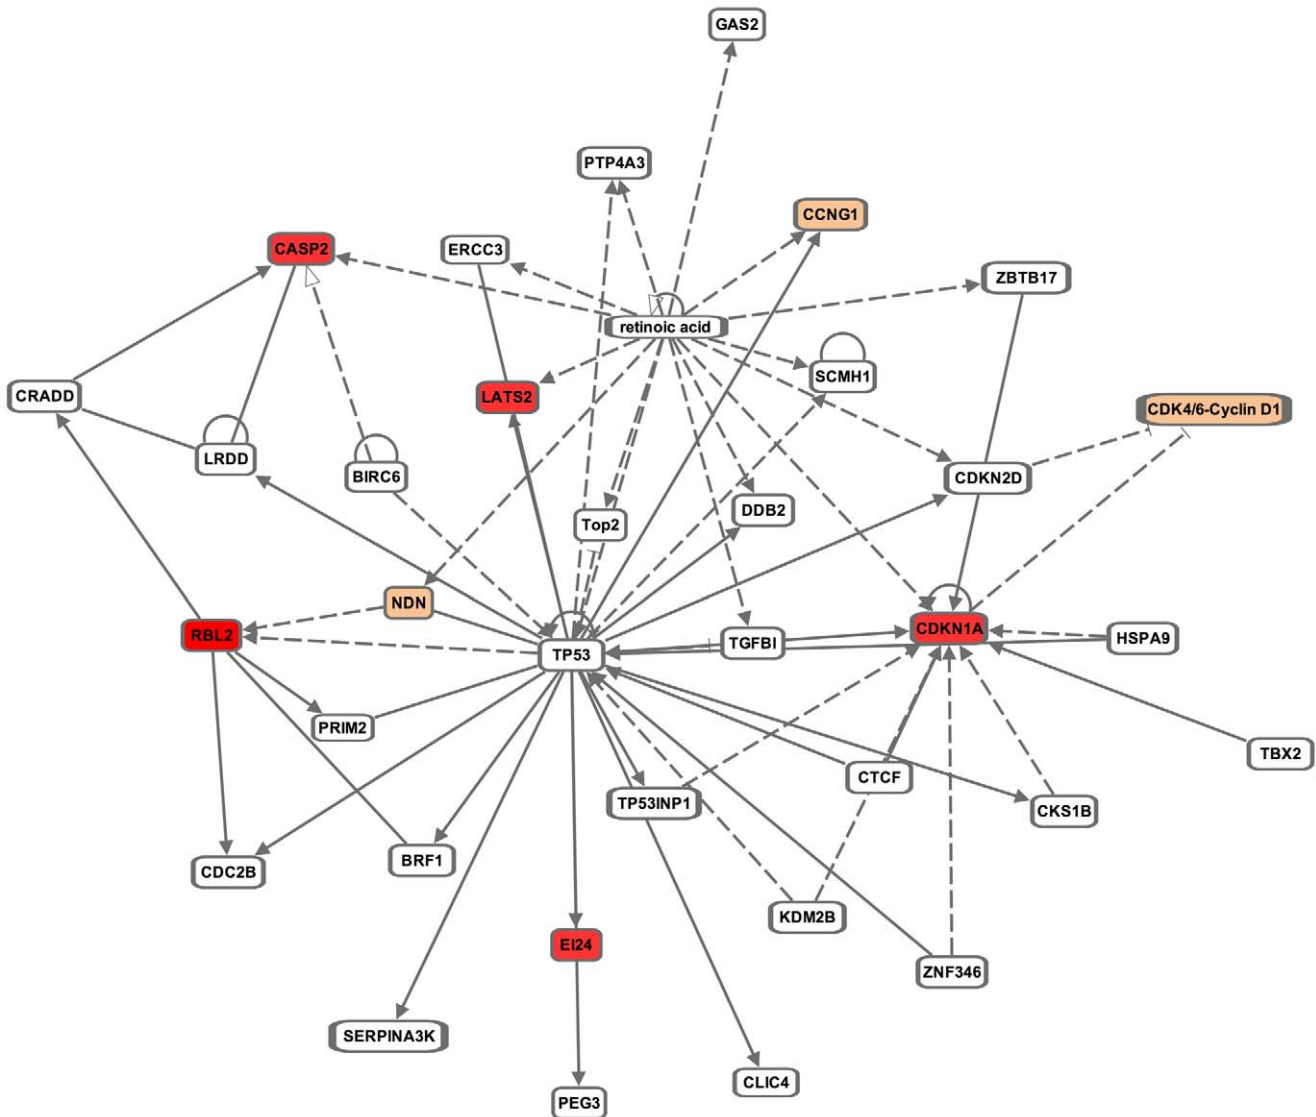 GAS2
PTP4A3
CCNG1
CASP2
ERCC3
ZBTB17
retinoic acid
SCMH1
CRADD
LATS2
CDK4/6-Cyclin D1
LRDD
BIRC6
CDKN2D
DDB2
Top2
NDN
RBL2
CDKN1A
HSPA9
TGFBI
TP53
PRIM2
TBX2
CTCF
TP53INP1
CKS1B
BRF1
CDC2B
KDM2B
EI24
ZNF346
SERPINA3K
CLIC4
PEG3